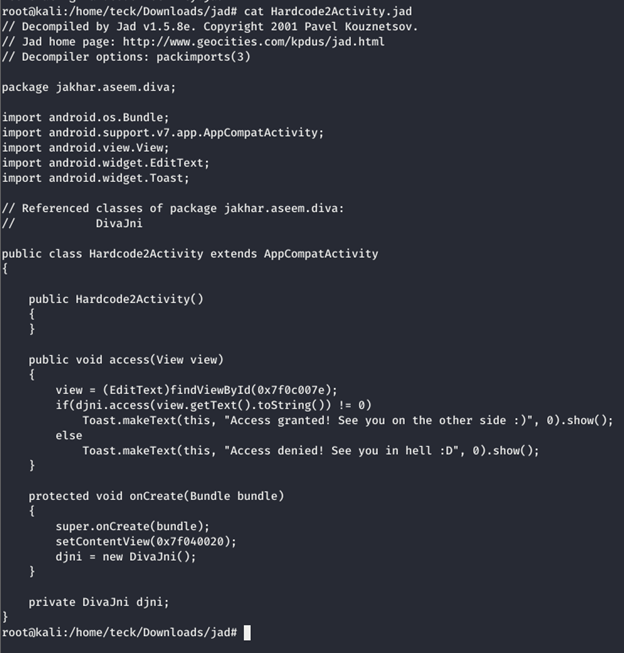 root@kali:/home/teck/Downloads/jad# cat Hardcode2Activity.jad
// Decompiled by Jad v1.5.8e. Copyright 2001 Pavel Kouznetsov.
// Jad home page: http://www.geocities.com/kpdus/jad.html
// Decompiler options: packimports(3)

package jakhar.aseem.diva;

import android.os.Bundle;
import android.support.v7.app.AppCompatActivity;
import android.view.View;
import android.widget.EditText;
import android.widget.Toast;

// Referenced classes of package jakhar.aseem.diva:
//            DivaJni

public class Hardcode2Activity extends AppCompatActivity
{

    public Hardcode2Activity()
    {
    }

    public void access(View view)
    {
        view = (EditText)findViewById(0x7f0c007e);
        if(djni.access(view.getText().toString()) != 0)
            Toast.makeText(this, "Access granted! See you on the other side :)", 0).show();
        else
            Toast.makeText(this, "Access denied! See you in hell :D", 0).show();
    }

    protected void onCreate(Bundle bundle)
    {
        super.onCreate(bundle);
        setContentView(0x7f040020);
        djni = new DivaJni();
    }

    private DivaJni djni;
}
root@kali:/home/teck/Downloads/jad#